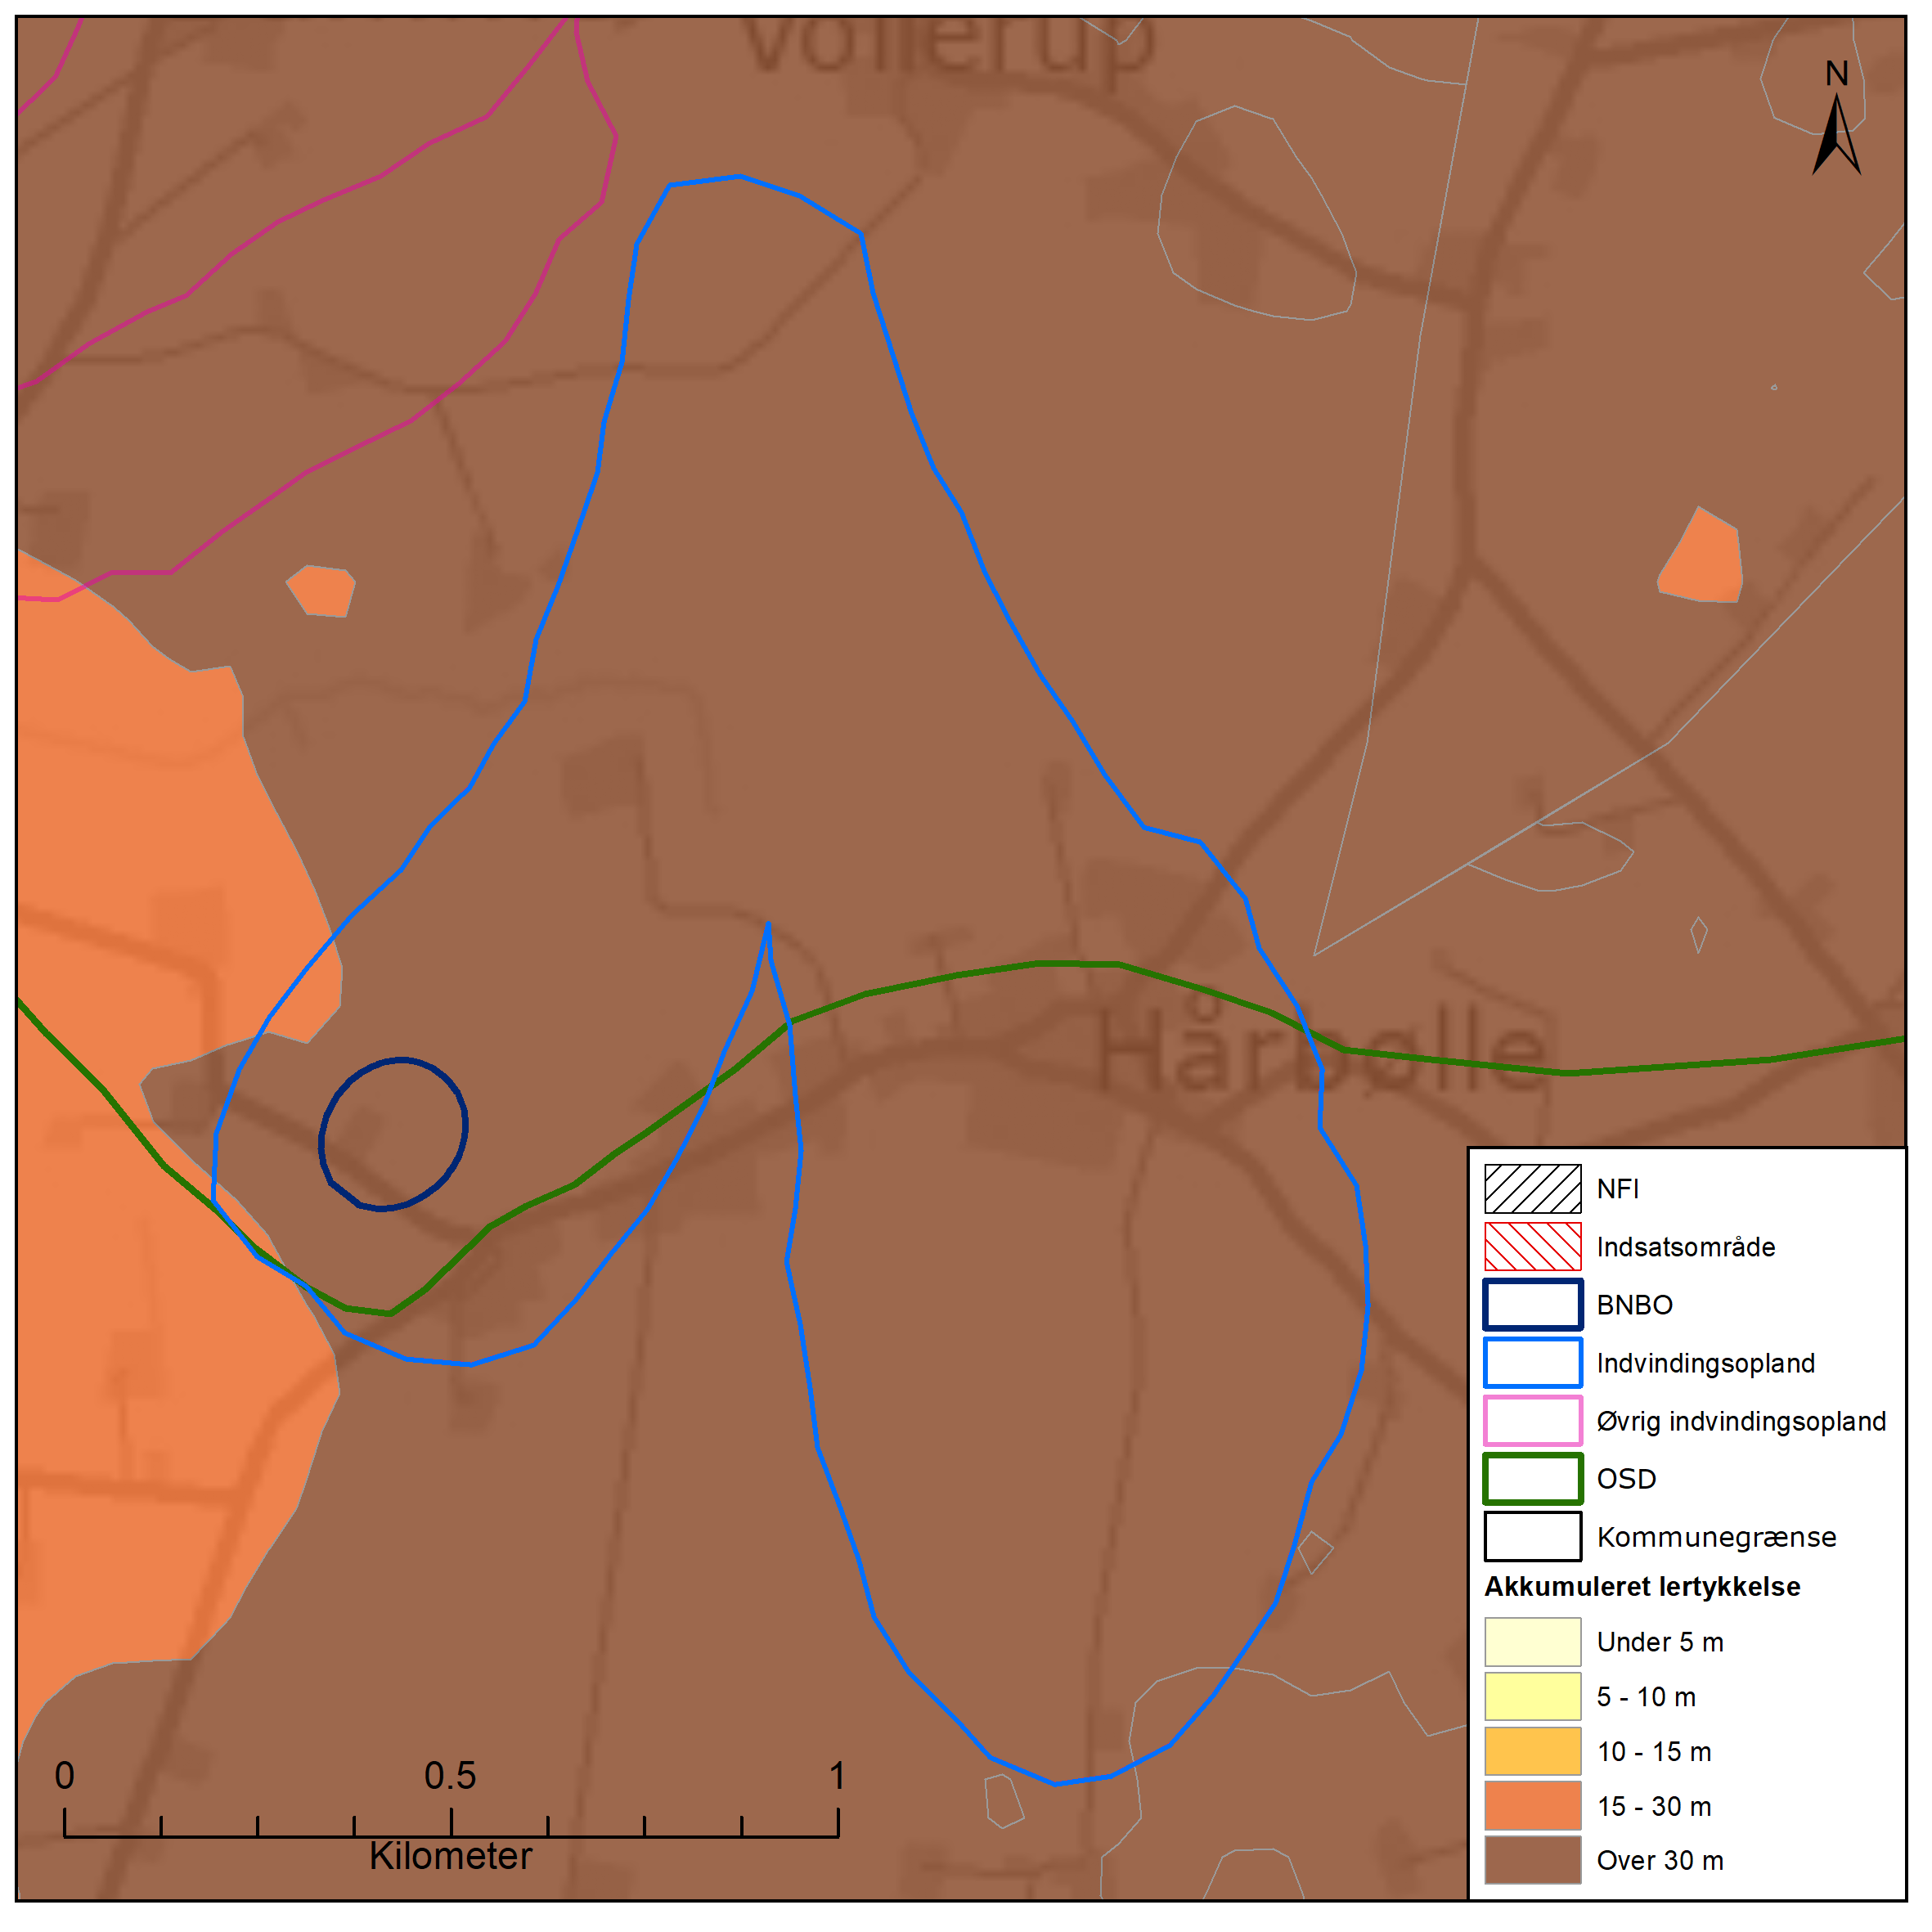 Vollerup
N
Hårbølle
NFI
Indsatsområde
BNBO
Indvindingsopland
Øvrig indvindingsopland
OSD
Kommunegrænse
Akkumuleret lertykkelse
Under 5 m
5 - 10 m
10 - 15 m
15 - 30 m
Over 30 m
0 0.5 1
Kilometer